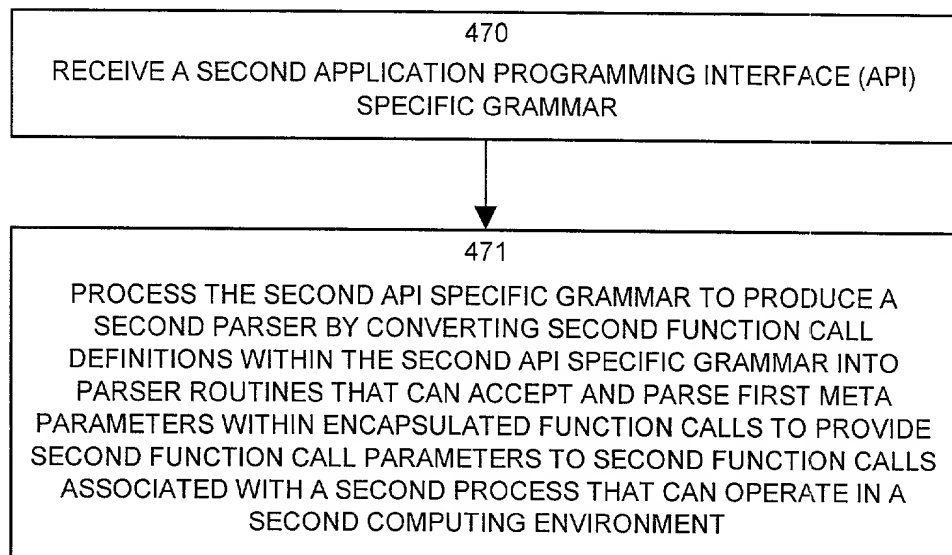 470
RECEIVE A SECOND APPLICATION PROGRAMMING INTERFACE (API)
SPECIFIC GRAMMAR
471
PROCESS THE SECOND API SPECIFIC GRAMMAR TO PRODUCE A
SECOND PARSER BY CONVERTING SECOND FUNCTION CALL
DEFINITIONS WITHIN THE SECOND API SPECIFIC GRAMMAR INTO
PARSER ROUTINES THAT CAN ACCEPT AND PARSE FIRST META
PARAMETERS WITHIN ENCAPSULATED FUNCTION CALLS TO PROVIDE
SECOND FUNCTION CALL PARAMETERS TO SECOND FUNCTION CALLS
ASSOCIATED WITH A SECOND PROCESS THAT CAN OPERATE IN A
SECOND COMPUTING ENVIRONMENT